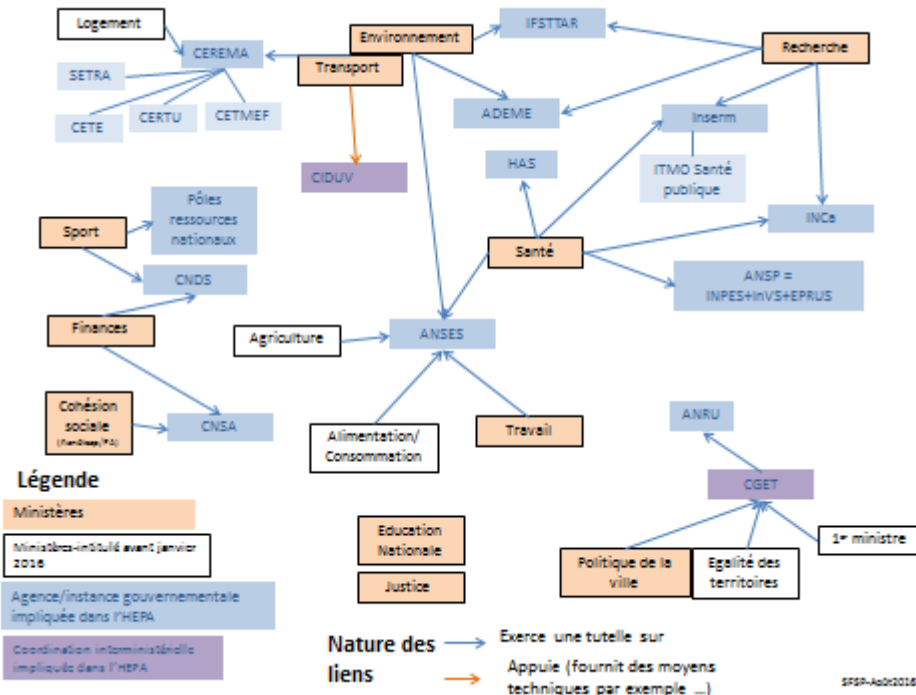 Logement
Environnement
IFSTTAR
Recherche
CEREMA
Transport
SETRA
CETE
CERTU
CETMEF
ADEME
Inserm
CIDUV
HAS
ITMO Santé
publique
Pôles
ressources
nationaux
Sport
INCa
Santé
CNDS
ANSP =
INPES+InVS+EPRUS
Finances
Agriculture
ANSES
Cohésion
sociale
(Handicap/PA)
CNSA
Alimentation/
Consommation
Travail
ANRU
CGET
Légende
Ministères
Ministères-intitulé avant janvier
2016
Agence/instance gouvernementale
impliquée dans l'HEPA
Coordination interministérielle
impliquée dans l'HEPA
Education
Nationale
Justice
Politique de la
ville
Egalité des
territoires
1er ministre
Nature des
liens
Exerce une tutelle sur
Appuie (fournit des moyens
techniques par exemple ...)
SFSP-Août2016